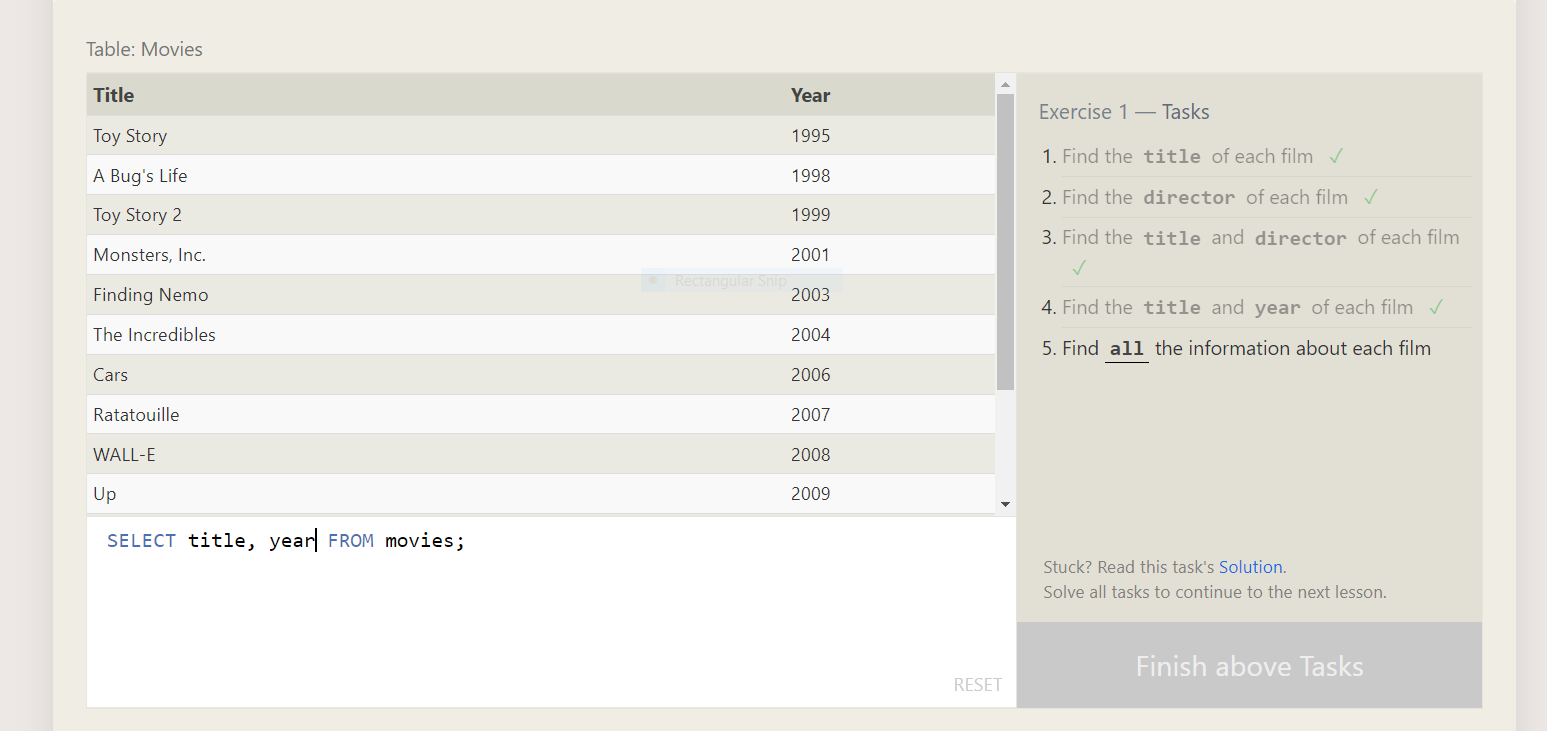 Table: Movies
Title Year
Toy Story 1995
A Bug's Life 1998
Toy Story 2 1999
Monsters, Inc. 2001
Rectangular Snip
Finding Nemo 2003
The Incredibles 2004
Cars 2006
Ratatouille 2007
WALL-E 2008
Up 2009
SELECT title, year FROM movies;
RESET
Exercise 1 — Tasks
1. Find the title of each film ✓
2. Find the director of each film ✓
3. Find the title and director of each film
✓
4. Find the title and year of each film ✓
5. Find all the information about each film
Stuck? Read this task's Solution.
Solve all tasks to continue to the next lesson.
Finish above Tasks